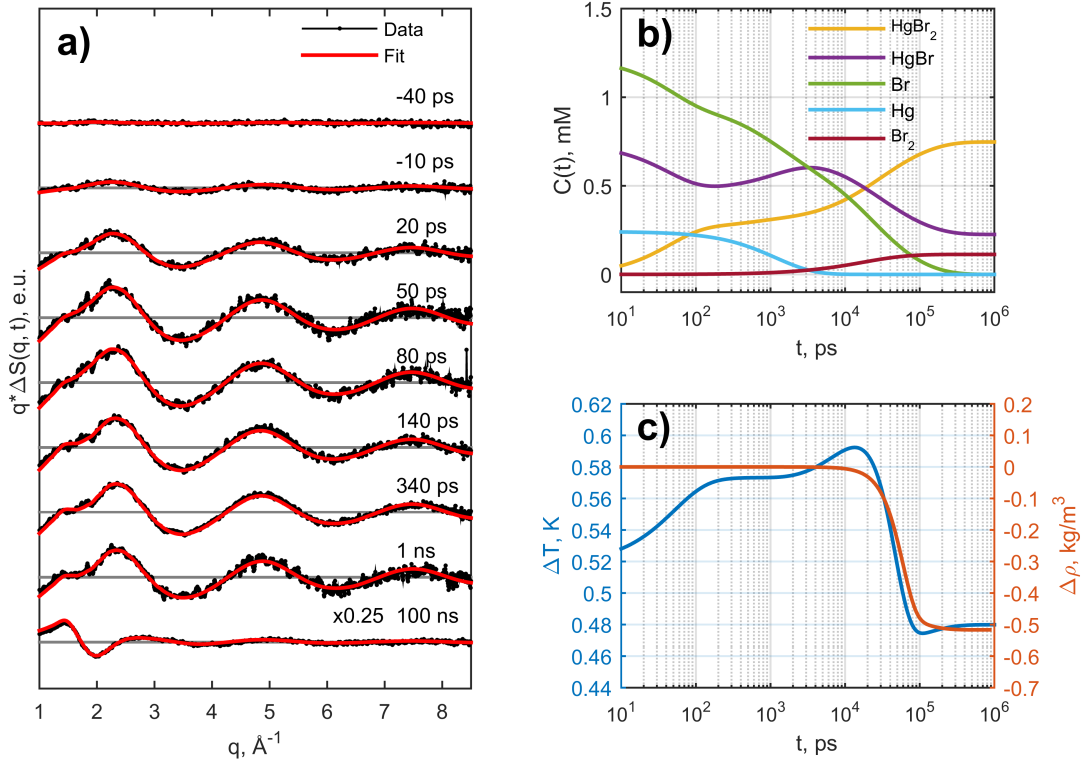 a)
Data
Fit
-40 ps
-10 ps
20 ps
50 ps
80 ps
140 ps
340 ps
1 ns
x0.25 100 ns
q*ΔS(q, t), e.u.
1 2 3 4 5 6 7 8
q, Å⁻¹
b)
HgBr₂
HgBr
Br
Hg
Br₂
1.5
1
0.5
0
C(t), mM
10¹ 10² 10³ 10⁴ 10⁵ 10⁶
t, ps
c)
0.62
0.6
0.58
0.56
0.54
0.52
0.5
0.48
0.46
0.44
ΔT, K
0.2
0.1
0
-0.1
-0.2
-0.3
-0.4
-0.5
-0.6
-0.7
Δρ, kg/m³
10¹ 10² 10³ 10⁴ 10⁵ 10⁶
t, ps